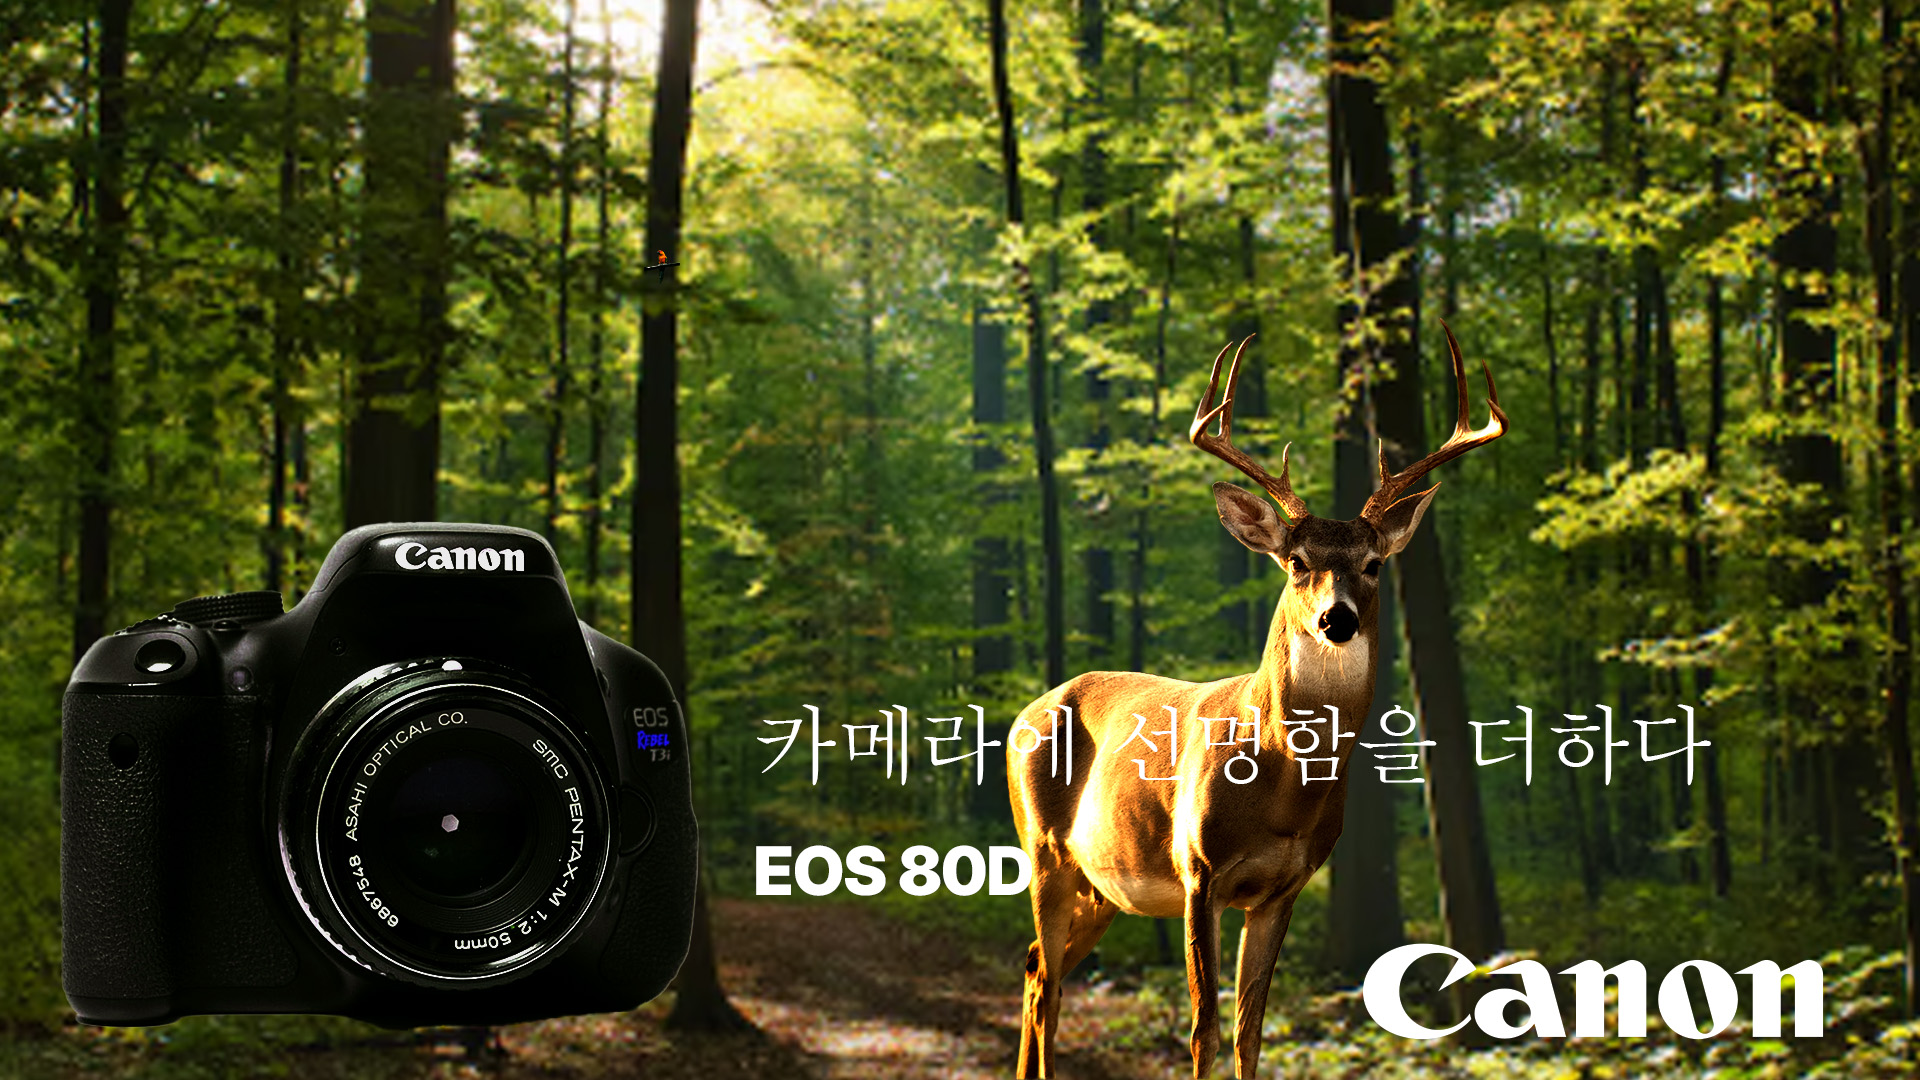 Canon
EOS
REBEL
T3i
ASAHI OPTICAL CO.
SMC PENTAX-M 1:2 50mm
6867548
카메라에 선명함을 더하다
EOS 80D
Canon